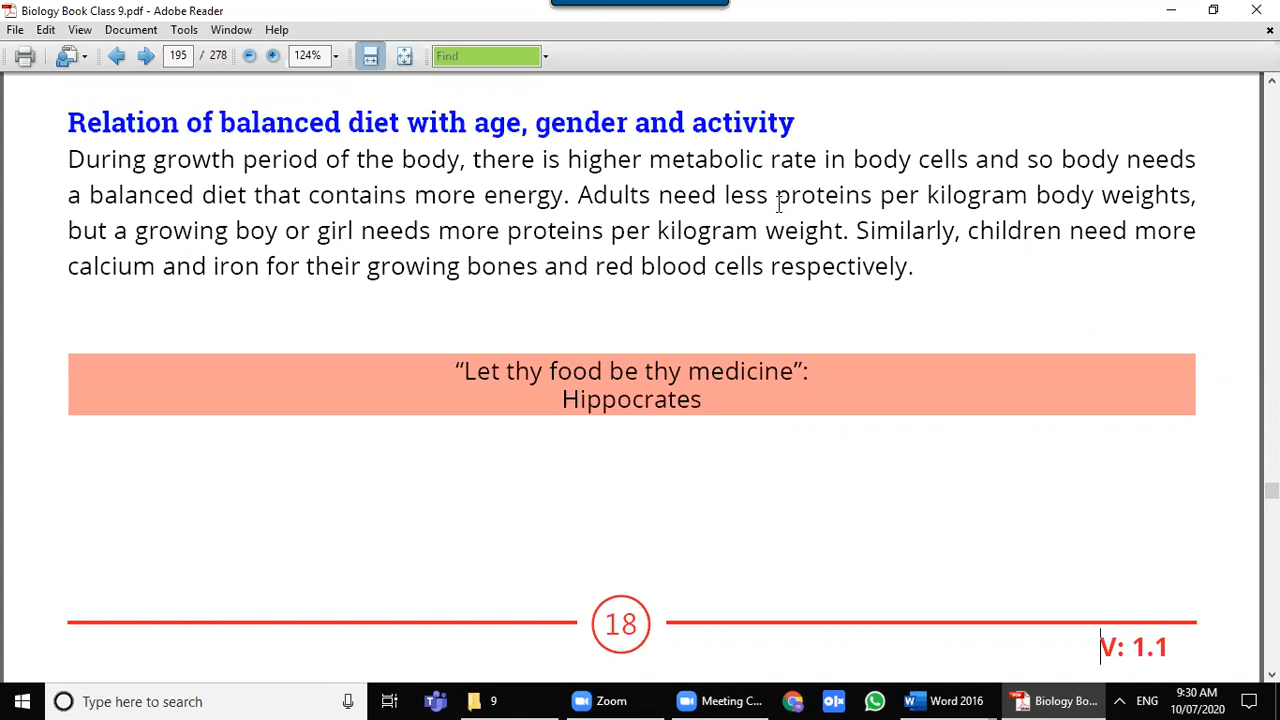 Biology Book Class 9.pdf - Adobe Reader
File Edit View Document Tools Window Help
195 / 278 124% Find
Relation of balanced diet with age, gender and activity
During growth period of the body, there is higher metabolic rate in body cells and so body needs
a balanced diet that contains more energy. Adults need less proteins per kilogram body weights,
but a growing boy or girl needs more proteins per kilogram weight. Similarly, children need more
calcium and iron for their growing bones and red blood cells respectively.
“Let thy food be thy medicine”:
Hippocrates
18
V: 1.1
Type here to search 9 Zoom Meeting C... Word 2016 Biology Bo... ENG 9:30 AM
10/07/2020